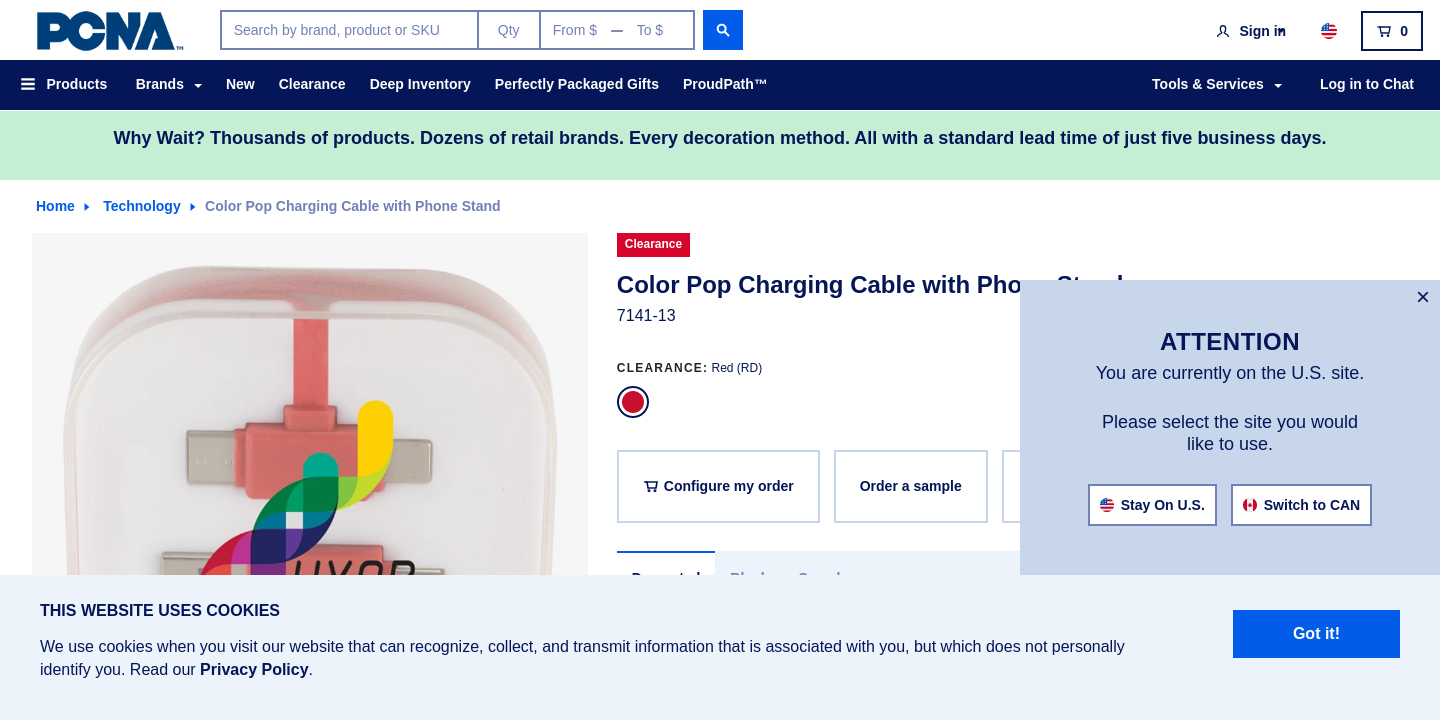 PCNA™
Search by brand, product or SKU
Qty
From $ — To $
Sign in
0
Products
Brands
New
Clearance
Deep Inventory
Perfectly Packaged Gifts
ProudPath™
Tools & Services
Log in to Chat
Why Wait? Thousands of products. Dozens of retail brands. Every decoration method. All with a standard lead time of just five business days.
Home
Technology
Color Pop Charging Cable with Phone Stand
Clearance
Color Pop Charging Cable with Phone Stand
7141-13
CLEARANCE: Red (RD)
Configure my order
Order a sample
×
ATTENTION
You are currently on the U.S. site.
Please select the site you would
like to use.
Stay On U.S.
Switch to CAN
THIS WEBSITE USES COOKIES
We use cookies when you visit our website that can recognize, collect, and transmit information that is associated with you, but which does not personally
identify you. Read our Privacy Policy.
Got it!